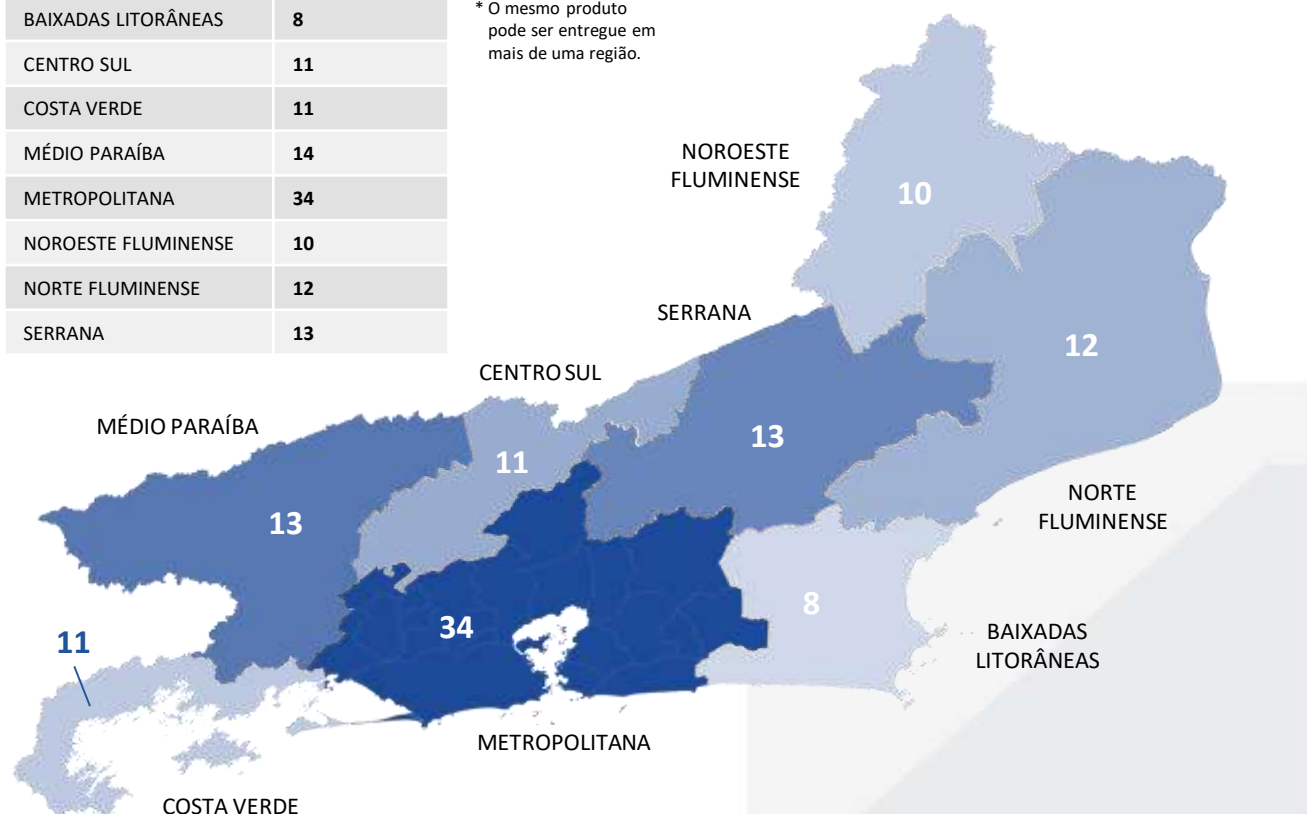 BAIXADAS LITORÂNEAS 8
CENTRO SUL 11
COSTA VERDE 11
MÉDIO PARAÍBA 14
METROPOLITANA 34
NOROESTE FLUMINENSE 10
NORTE FLUMINENSE 12
SERRANA 13
* O mesmo produto
pode ser entregue em
mais de uma região.
NOROESTE
FLUMINENSE
10
SERRANA
12
CENTRO SUL
MÉDIO PARAÍBA
13
11
NORTE
FLUMINENSE
13
8
34
11
BAIXADAS
LITORÂNEAS
METROPOLITANA
COSTA VERDE